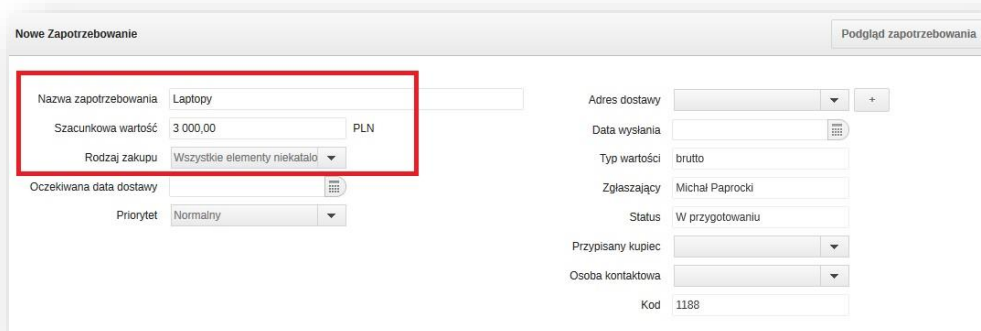 Nowe Zapotrzebowanie
Podgląd zapotrzebowania
Nazwa zapotrzebowania Laptopy
Szacunkowa wartość 3 000,00 PLN
Rodzaj zakupu Wszystkie elementy niekatalo
Oczekiwana data dostawy
Priorytet Normalny
Adres dostawy +
Data wysłania
Typ wartości brutto
Zgłaszający Michał Paprocki
Status W przygotowaniu
Przypisany kupiec
Osoba kontaktowa
Kod 1188